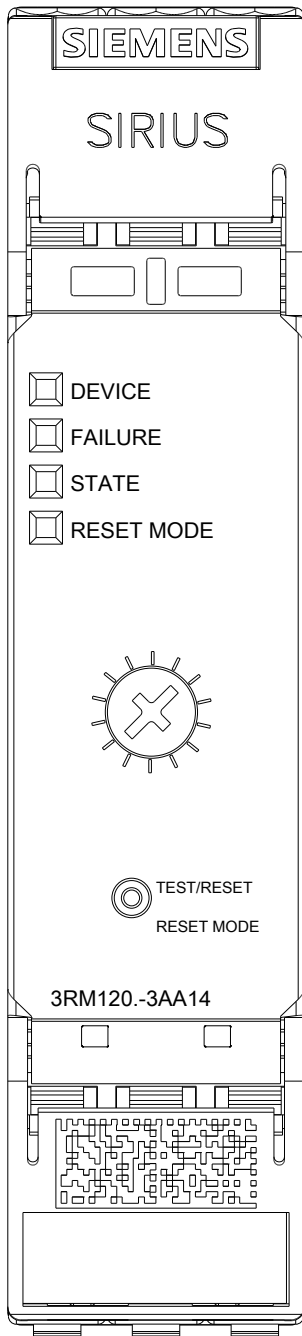 SIEMENS
SIRIUS
DEVICE
FAILURE
STATE
RESET MODE
TEST/RESET
RESET MODE
3RM120.-3AA14